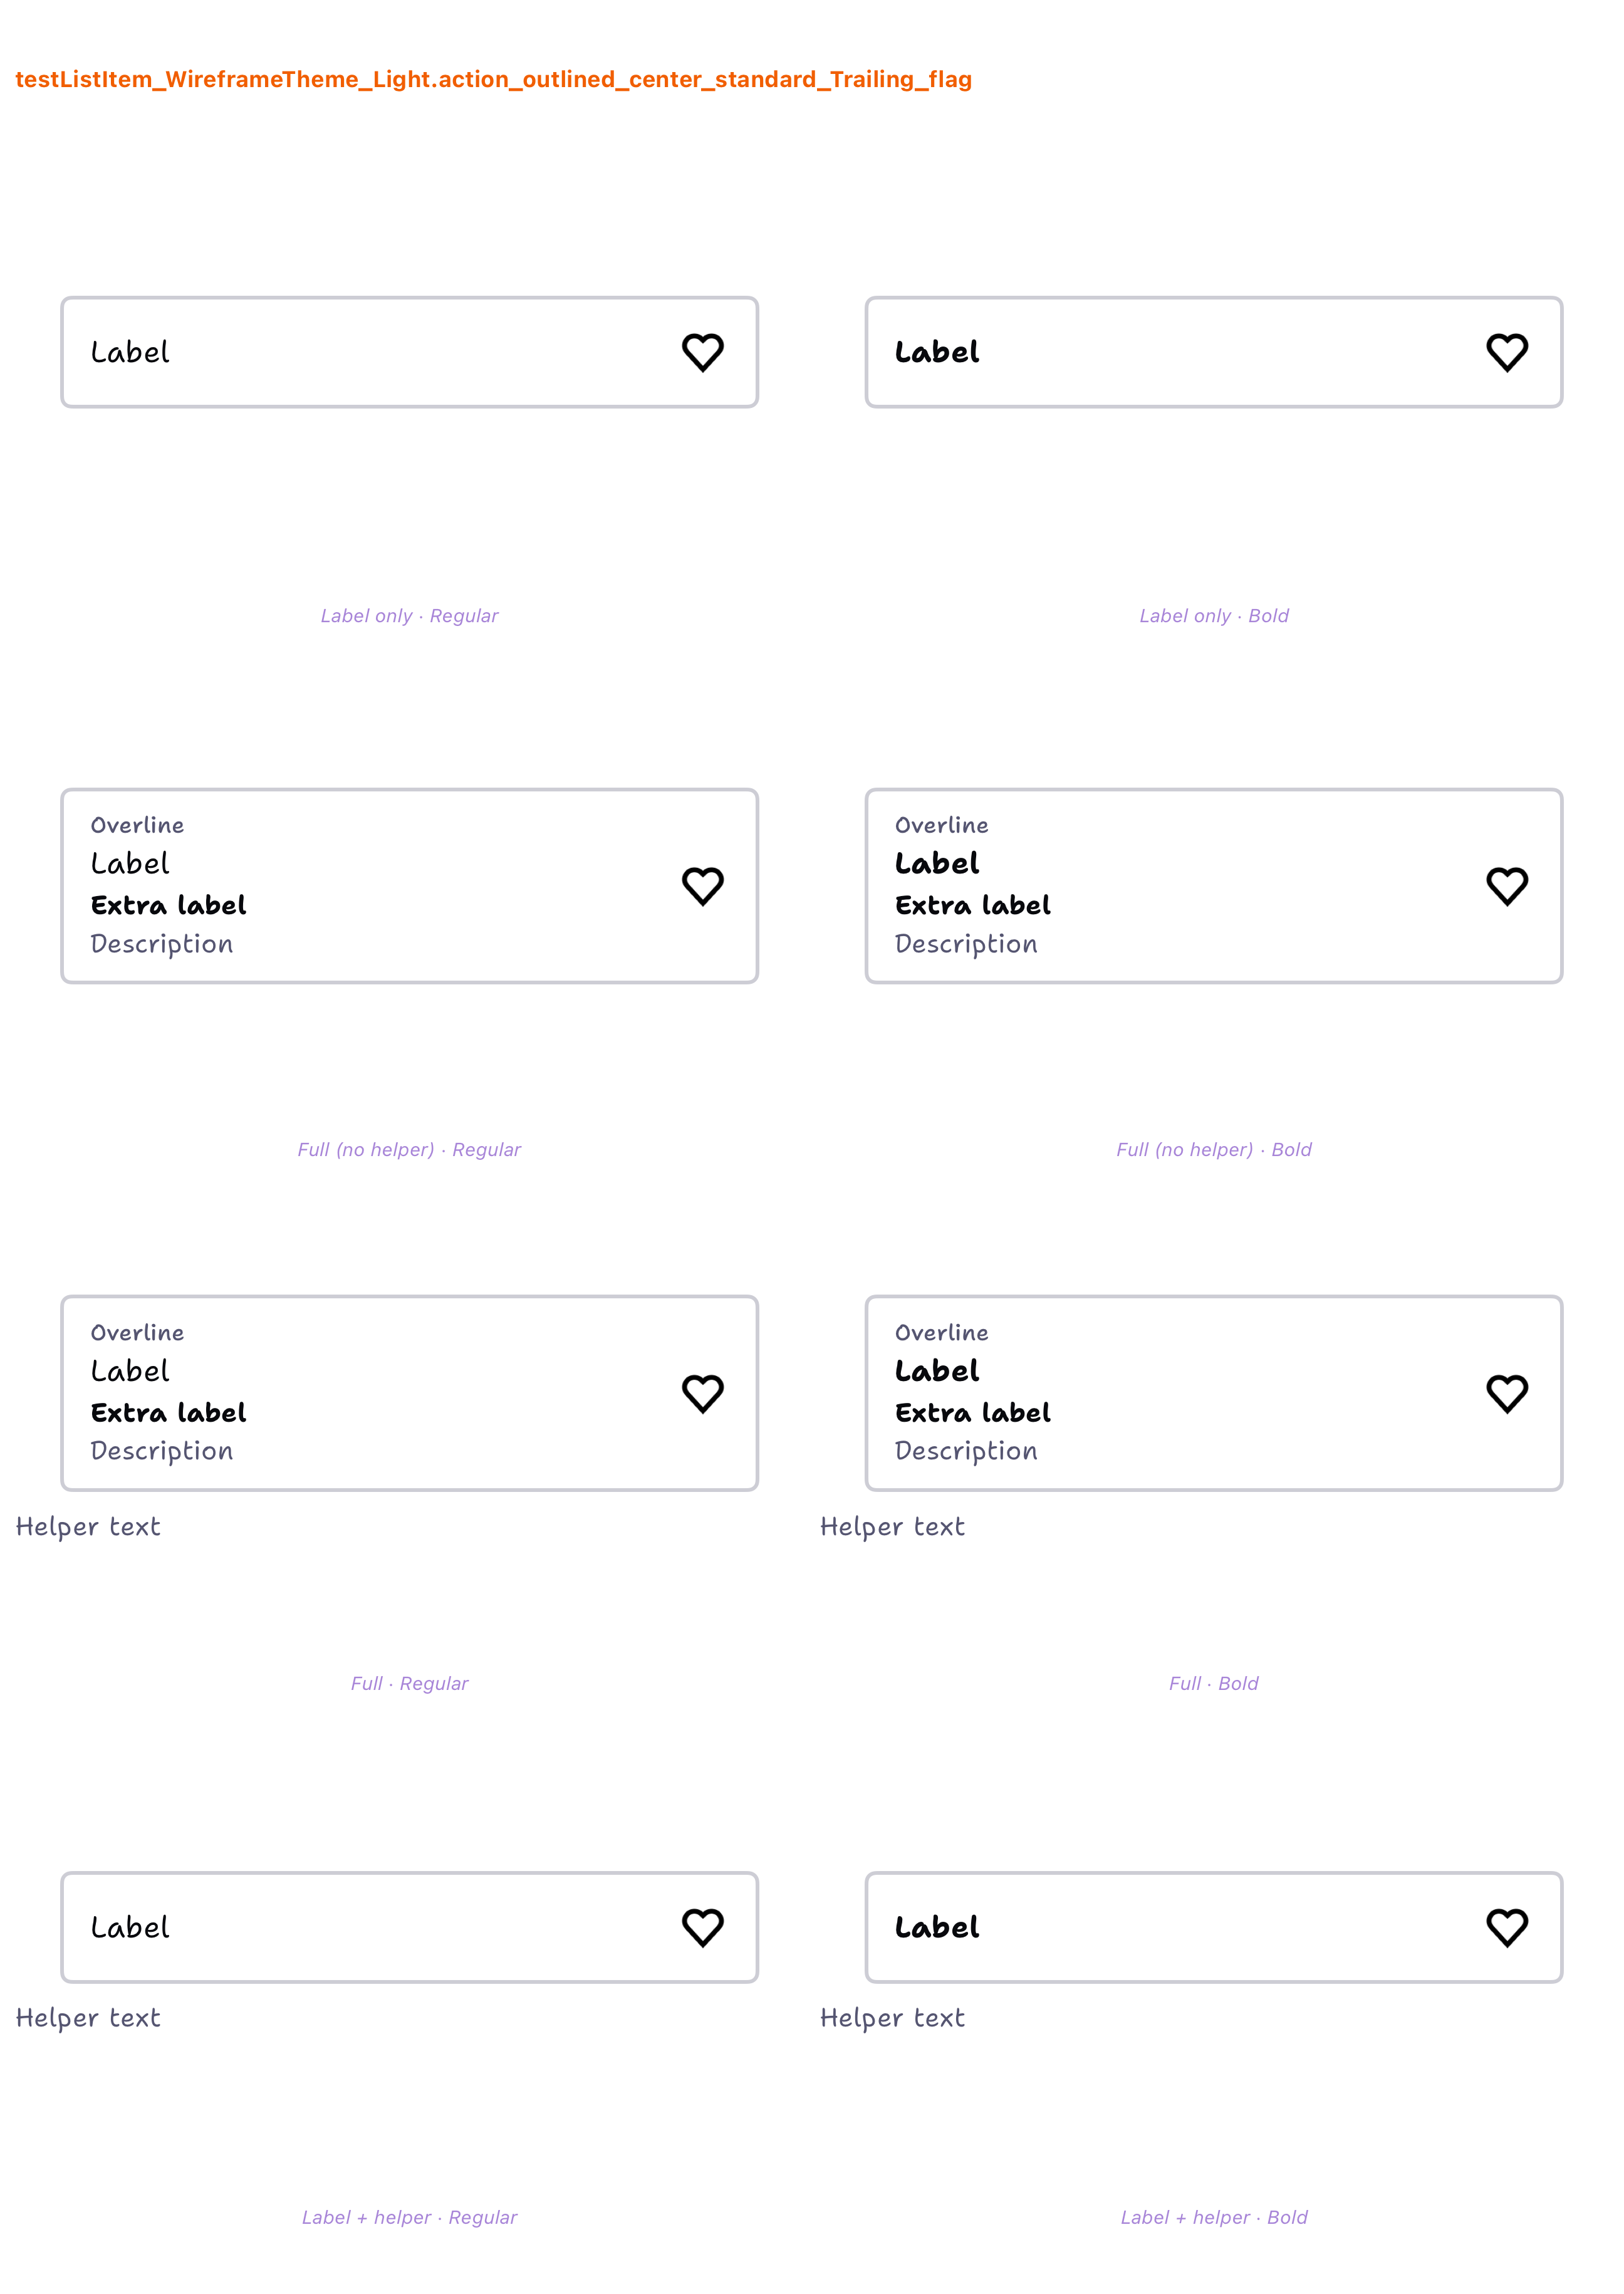 testListItem_WireframeTheme_Light.action_outlined_center_standard_Trailing_flag
Label
Label
Label only · Regular
Label only · Bold
Overline
Label
Extra label
Description
Overline
Label
Extra label
Description
Full (no helper) · Regular
Full (no helper) · Bold
Overline
Label
Extra label
Description
Helper text
Overline
Label
Extra label
Description
Helper text
Full · Regular
Full · Bold
Label
Helper text
Label
Helper text
Label + helper · Regular
Label + helper · Bold